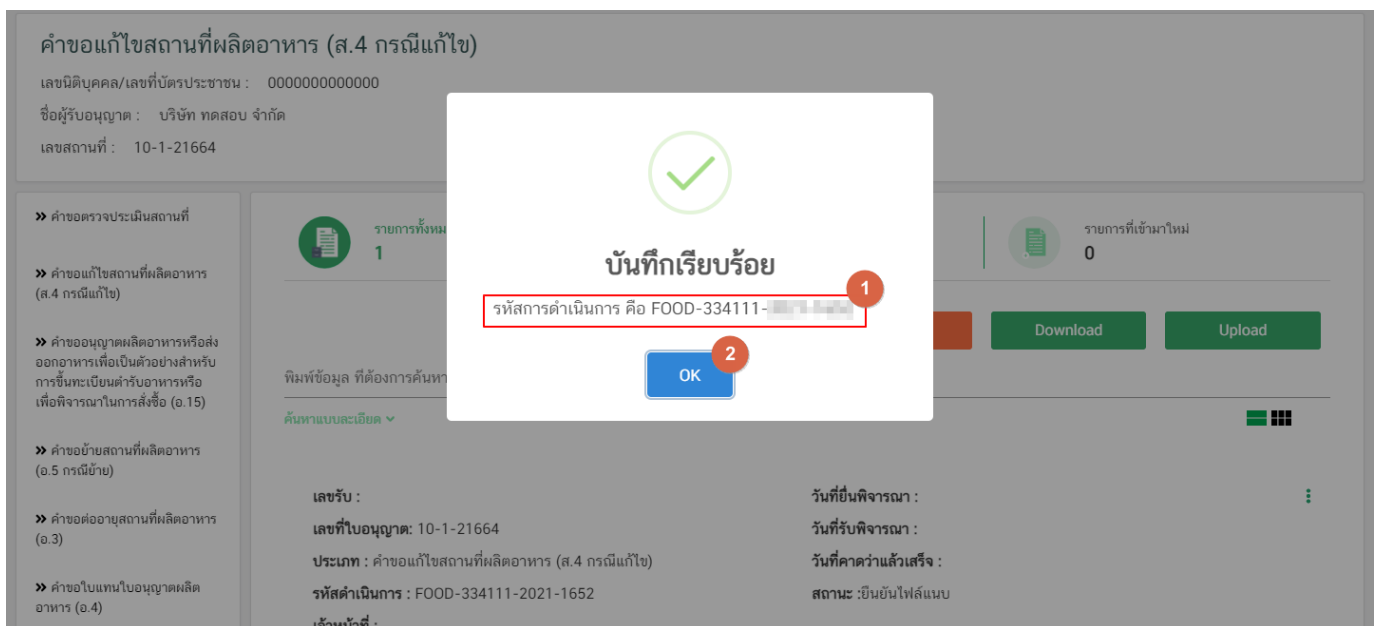 คำขอแก้ไขสถานที่ผลิตอาหาร (ส.4 กรณีแก้ไข)
เลขนิติบุคคล/เลขที่บัตรประชาชน : 0000000000000
ชื่อผู้รับอนุญาต : บริษัท ทดสอบ จำกัด
เลขสถานที่ : 10-1-21664
คำขอตรวจประเมินสถานที่
คำขอแก้ไขสถานที่ผลิตอาหาร
(ส.4 กรณีแก้ไข)
คำขออนุญาตผลิตอาหารหรือส่ง
ออกอาหารเพื่อเป็นตัวอย่างสำหรับ
การขึ้นทะเบียนตำรับอาหารหรือ
เพื่อพิจารณาในการสั่งซื้อ (อ.15)
คำขอย้ายสถานที่ผลิตอาหาร
(อ.5 กรณีย้าย)
คำขอต่ออายุสถานที่ผลิตอาหาร
(อ.3)
คำขอใบแทนใบอนุญาตผลิต
อาหาร (อ.4)
รายการทั้งหม
1
รายการที่เข้ามาใหม่
0
บันทึกเรียบร้อย
1
รหัสการดำเนินการ คือ FOOD-334111-
2
OK
Download
Upload
พิมพ์ข้อมูล ที่ต้องการค้นหา
ค้นหาแบบละเอียด
เลขรับ :
เลขที่ใบอนุญาต: 10-1-21664
ประเภท : คำขอแก้ไขสถานที่ผลิตอาหาร (ส.4 กรณีแก้ไข)
รหัสดำเนินการ : FOOD-334111-2021-1652
เจ้าหน้าที่ :
วันที่ยื่นพิจารณา :
วันที่รับพิจารณา :
วันที่คาดว่าแล้วเสร็จ :
สถานะ :ยืนยันไฟล์แนบ